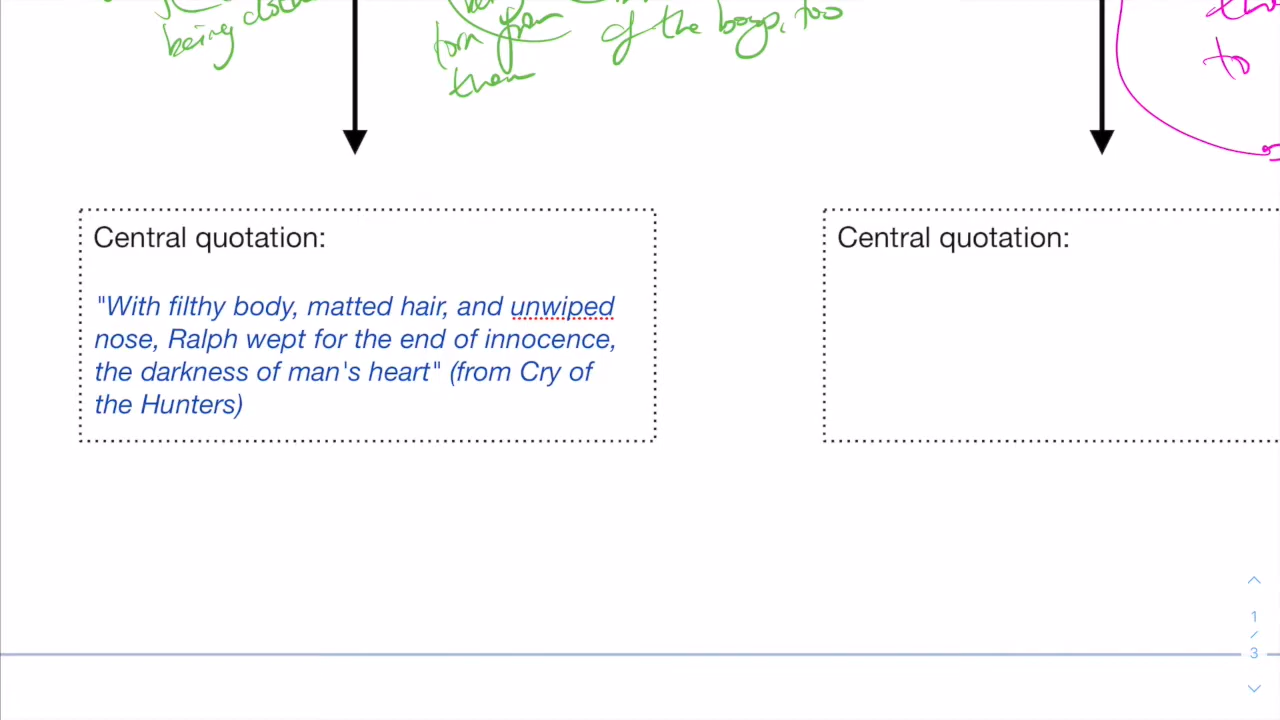 being
torn from
them
of the boys, too
to
Central quotation:
"With filthy body, matted hair, and unwiped
nose, Ralph wept for the end of innocence,
the darkness of man's heart" (from Cry of
the Hunters)
Central quotation:
1
/
3